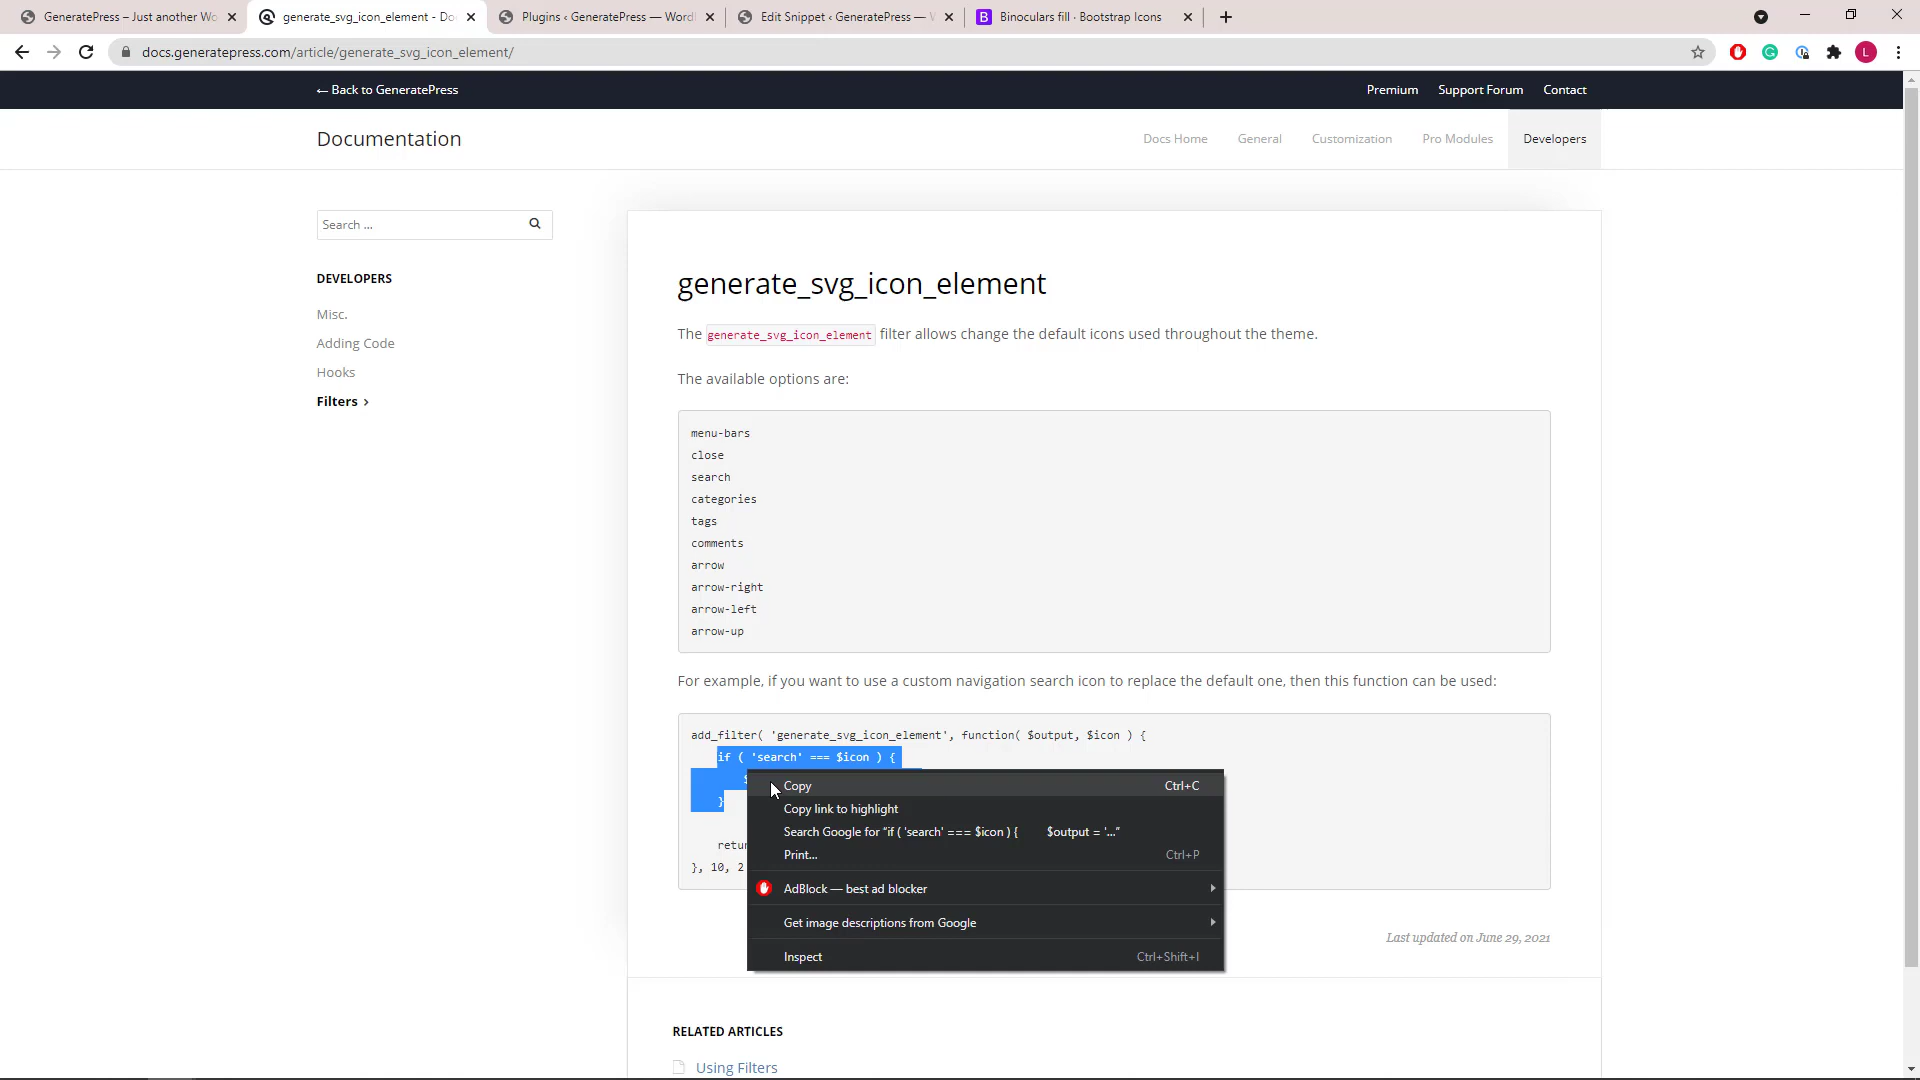 GeneratePress – Just another Wo
generate_svg_icon_element - Do
Plugins ‹ GeneratePress — Word
Edit Snippet ‹ GeneratePress — W
B Binoculars fill · Bootstrap Icons
docs.generatepress.com/article/generate_svg_icon_element/
L
← Back to GeneratePress
Premium
Support Forum
Contact
Documentation
Docs Home
General
Customization
Pro Modules
Developers
Search ...
DEVELOPERS
Misc.
Adding Code
Hooks
Filters ›
generate_svg_icon_element
The generate_svg_icon_element filter allows change the default icons used throughout the theme.
The available options are:
menu-bars
close
search
categories
tags
comments
arrow
arrow-right
arrow-left
arrow-up
For example, if you want to use a custom navigation search icon to replace the default one, then this function can be used:
add_filter( 'generate_svg_icon_element', function( $output, $icon ) {
if ( 'search' === $icon ) {
}
retur
}, 10, 2
Copy Ctrl+C
Copy link to highlight
Search Google for “if ( 'search' === $icon ) { $output = '...”
Print... Ctrl+P
AdBlock — best ad blocker
Get image descriptions from Google
Inspect Ctrl+Shift+I
Last updated on June 29, 2021
RELATED ARTICLES
Using Filters